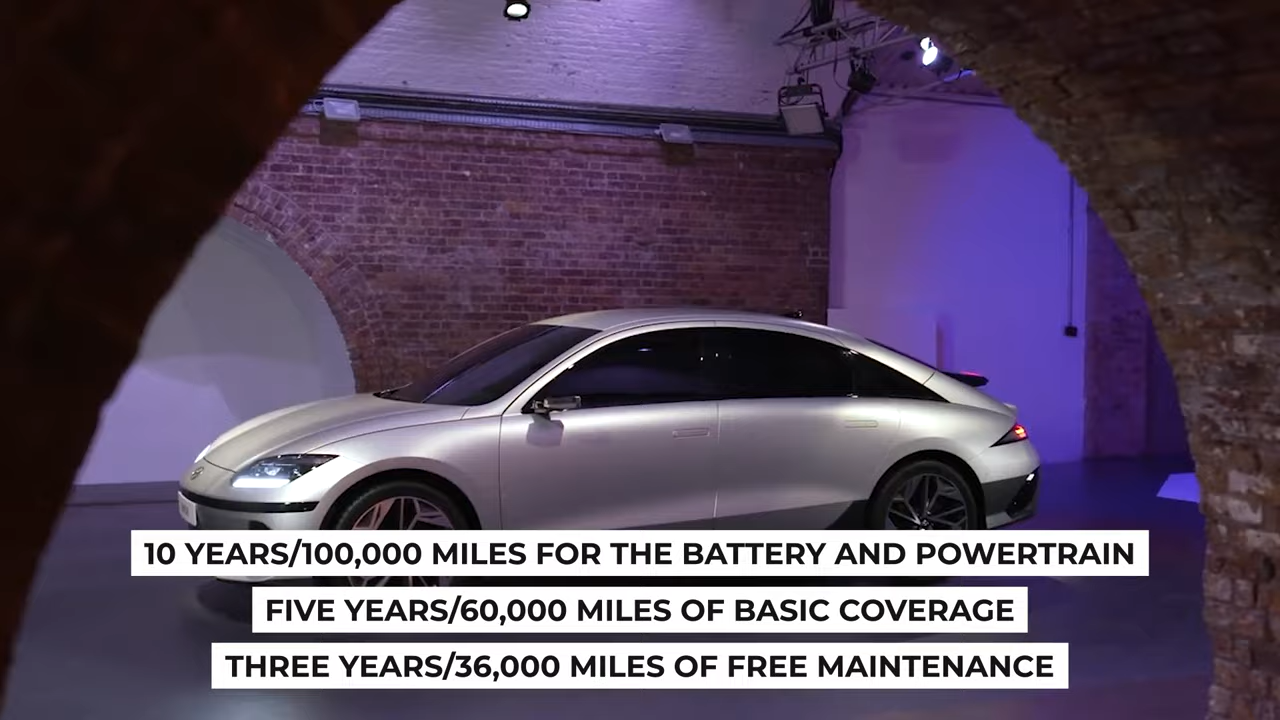 10 YEARS/100,000 MILES FOR THE BATTERY AND POWERTRAIN
FIVE YEARS/60,000 MILES OF BASIC COVERAGE
THREE YEARS/36,000 MILES OF FREE MAINTENANCE